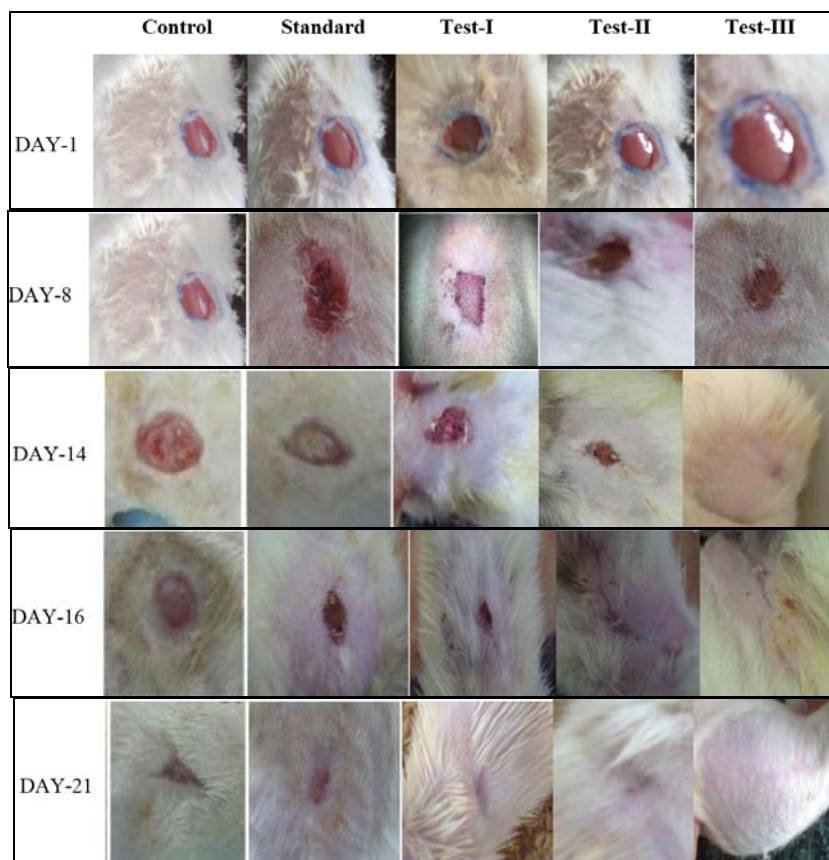 Control Standard Test-I Test-II Test-III
DAY-1
DAY-8
DAY-14
DAY-16
DAY-21